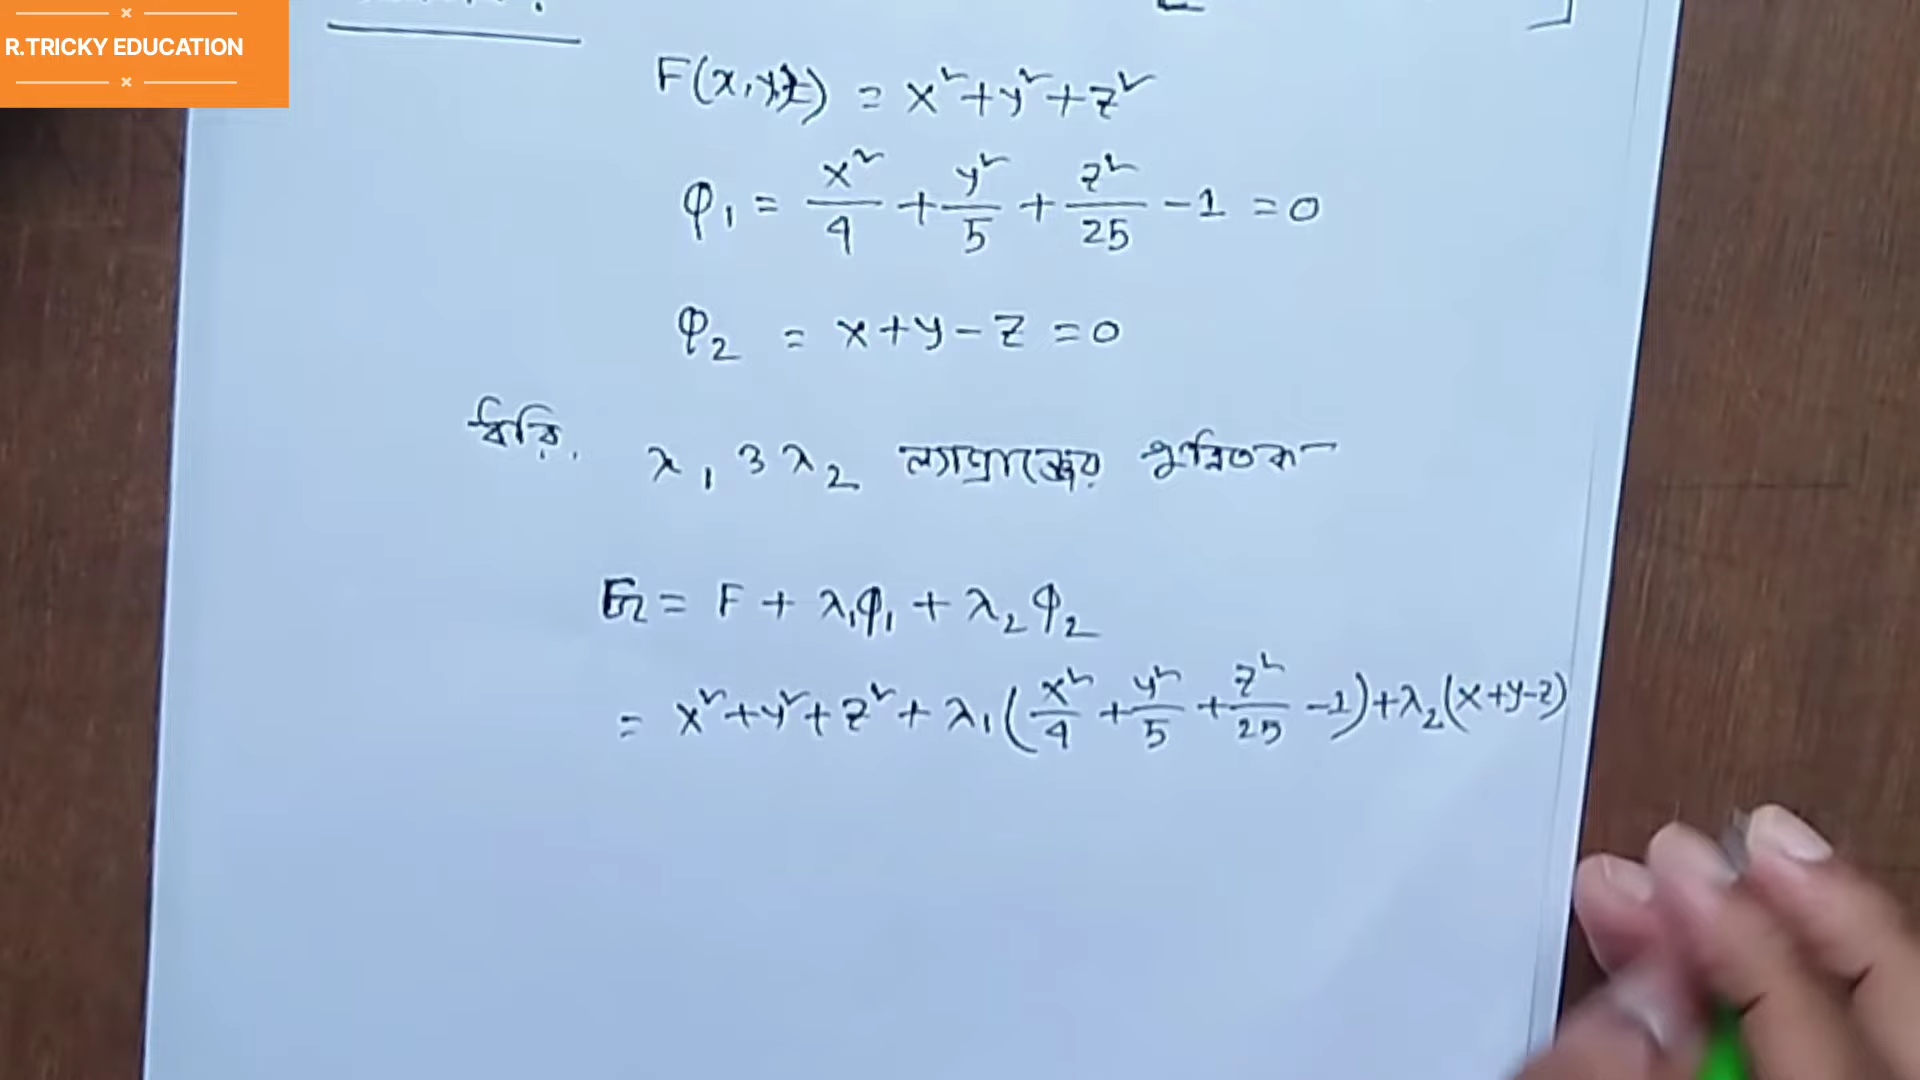 R.TRICKY EDUCATION
F(x,y,z) = x² + y² + z²
φ₁ = x²/4 + y²/5 + z²/25 - 1 = 0
φ₂ = x + y - z = 0
ধরি, λ₁ ও λ₂ ল্যাগ্রাঞ্জের গুণিতক
= F + λ₁φ₁ + λ₂φ₂
= x² + y² + z² + λ₁(x²/4 + y²/5 + z²/25 - 1) + λ₂(x+y-z)